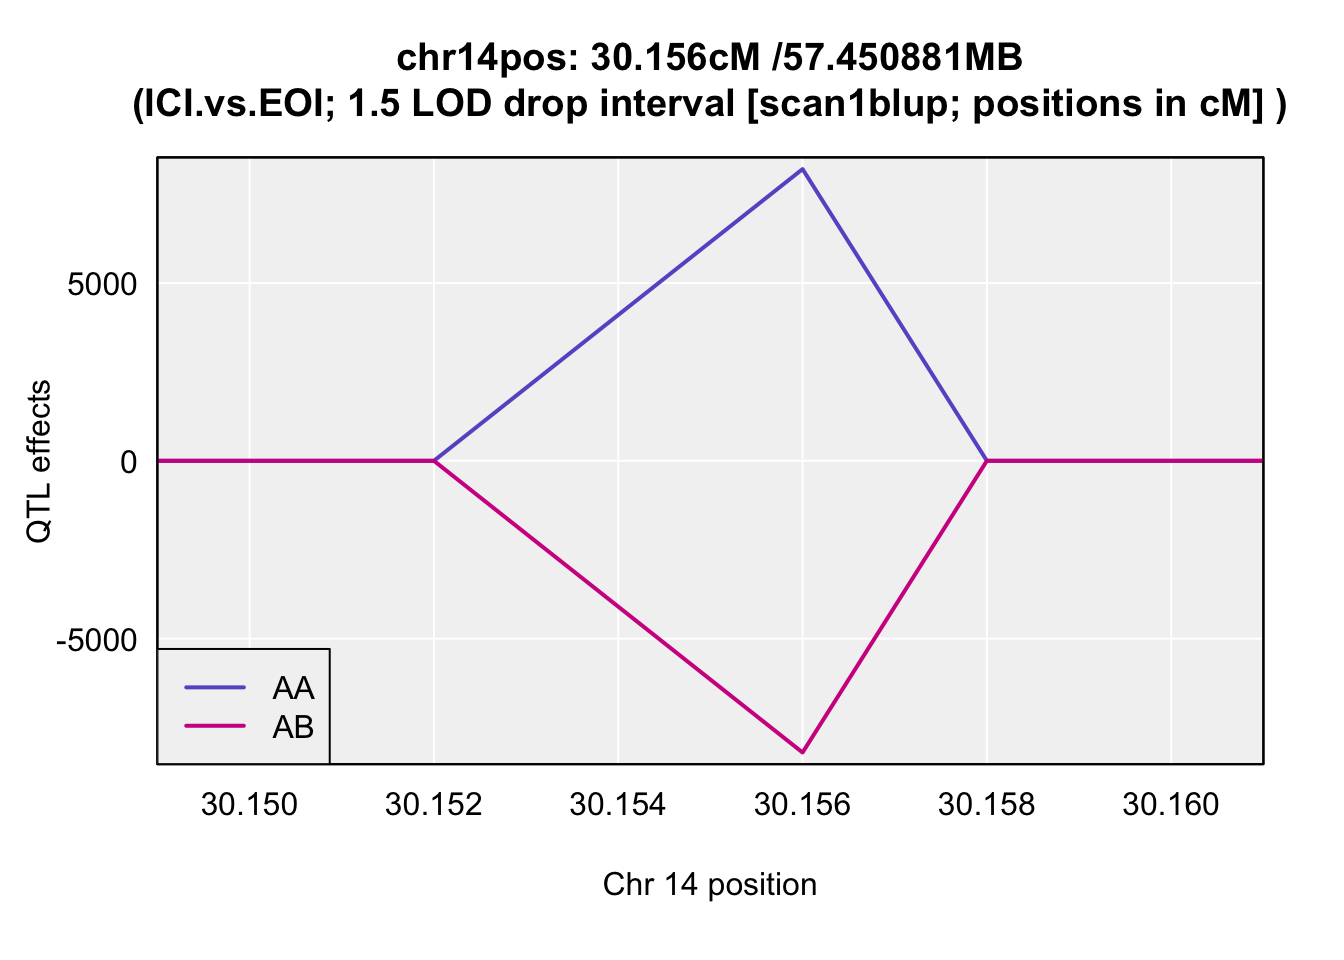 chr14pos: 30.156cM /57.450881MB
(ICI.vs.EOI; 1.5 LOD drop interval [scan1blup; positions in cM] )
QTL effects
5000
0
-5000
AA
AB
30.150 30.152 30.154 30.156 30.158 30.160
Chr 14 position